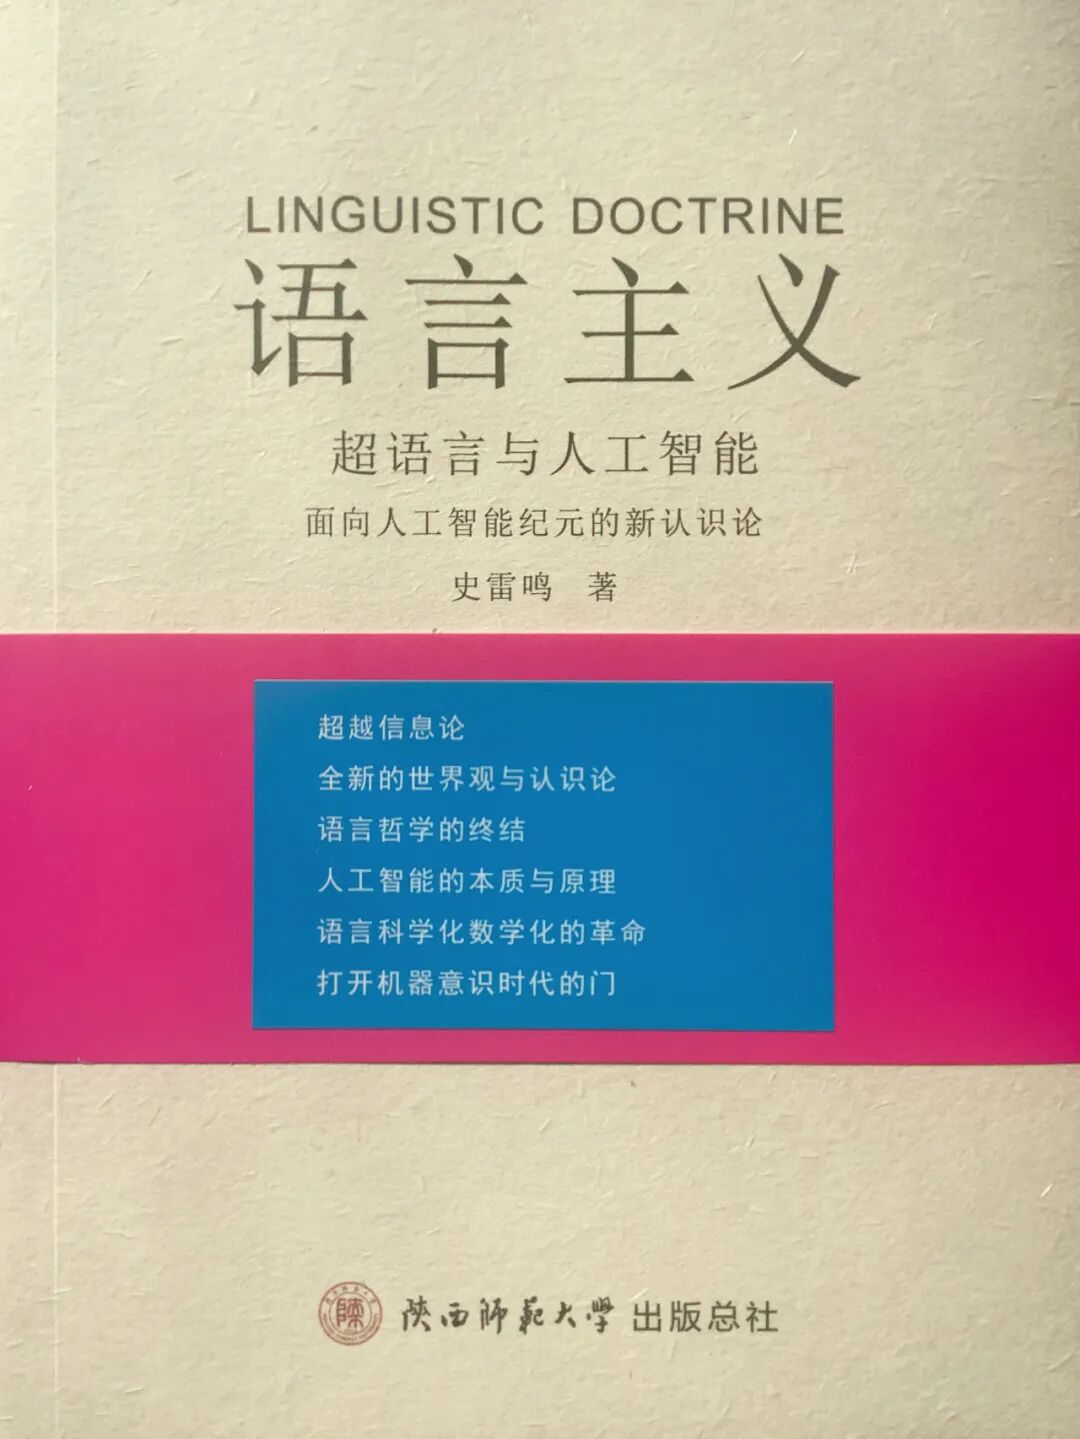 LINGUISTIC DOCTRINE
语言主义
超语言与人工智能
面向人工智能纪元的新认识论
史雷鸣 著
超越信息论
全新的世界观与认识论
语言哲学的终结
人工智能的本质与原理
语言科学化数学化的革命
打开机器意识时代的门
陕西师范大学 出版总社